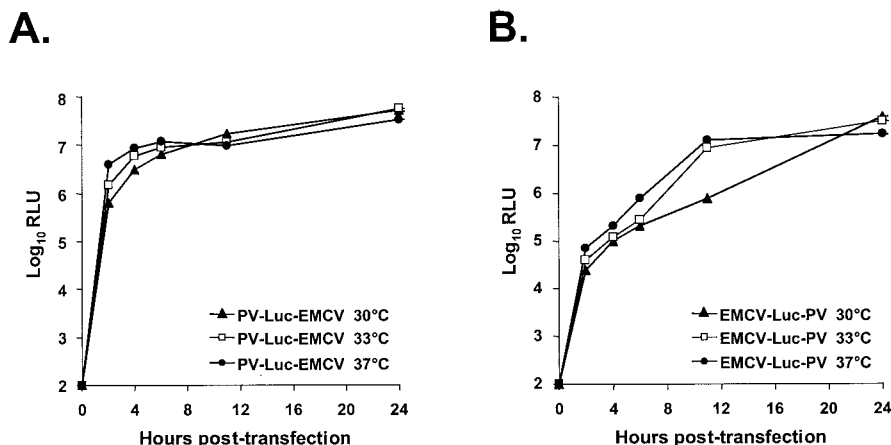 A.
8
7
6
5
4
3
2
Log10 RLU
PV-Luc-EMCV 30°C
PV-Luc-EMCV 33°C
PV-Luc-EMCV 37°C
0 4 8 12 16 20 24
Hours post-transfection
B.
8
7
6
5
4
3
2
Log10 RLU
EMCV-Luc-PV 30°C
EMCV-Luc-PV 33°C
EMCV-Luc-PV 37°C
0 4 8 12 16 20 24
Hours post-transfection